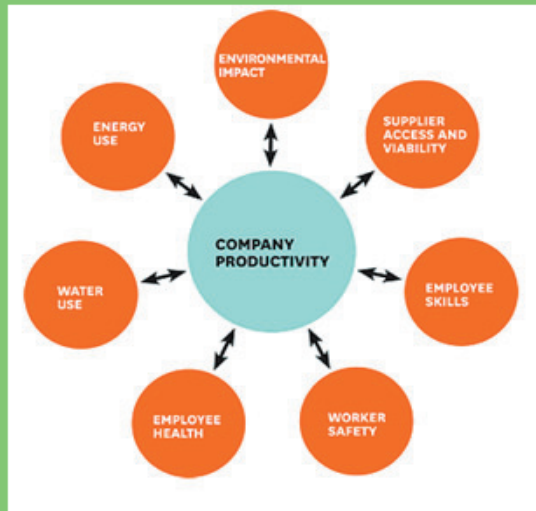 ENVIRONMENTAL
IMPACT
SUPPLIER
ACCESS AND
VIABILITY
EMPLOYEE
SKILLS
WORKER
SAFETY
EMPLOYEE
HEALTH
WATER
USE
ENERGY
USE
COMPANY
PRODUCTIVITY